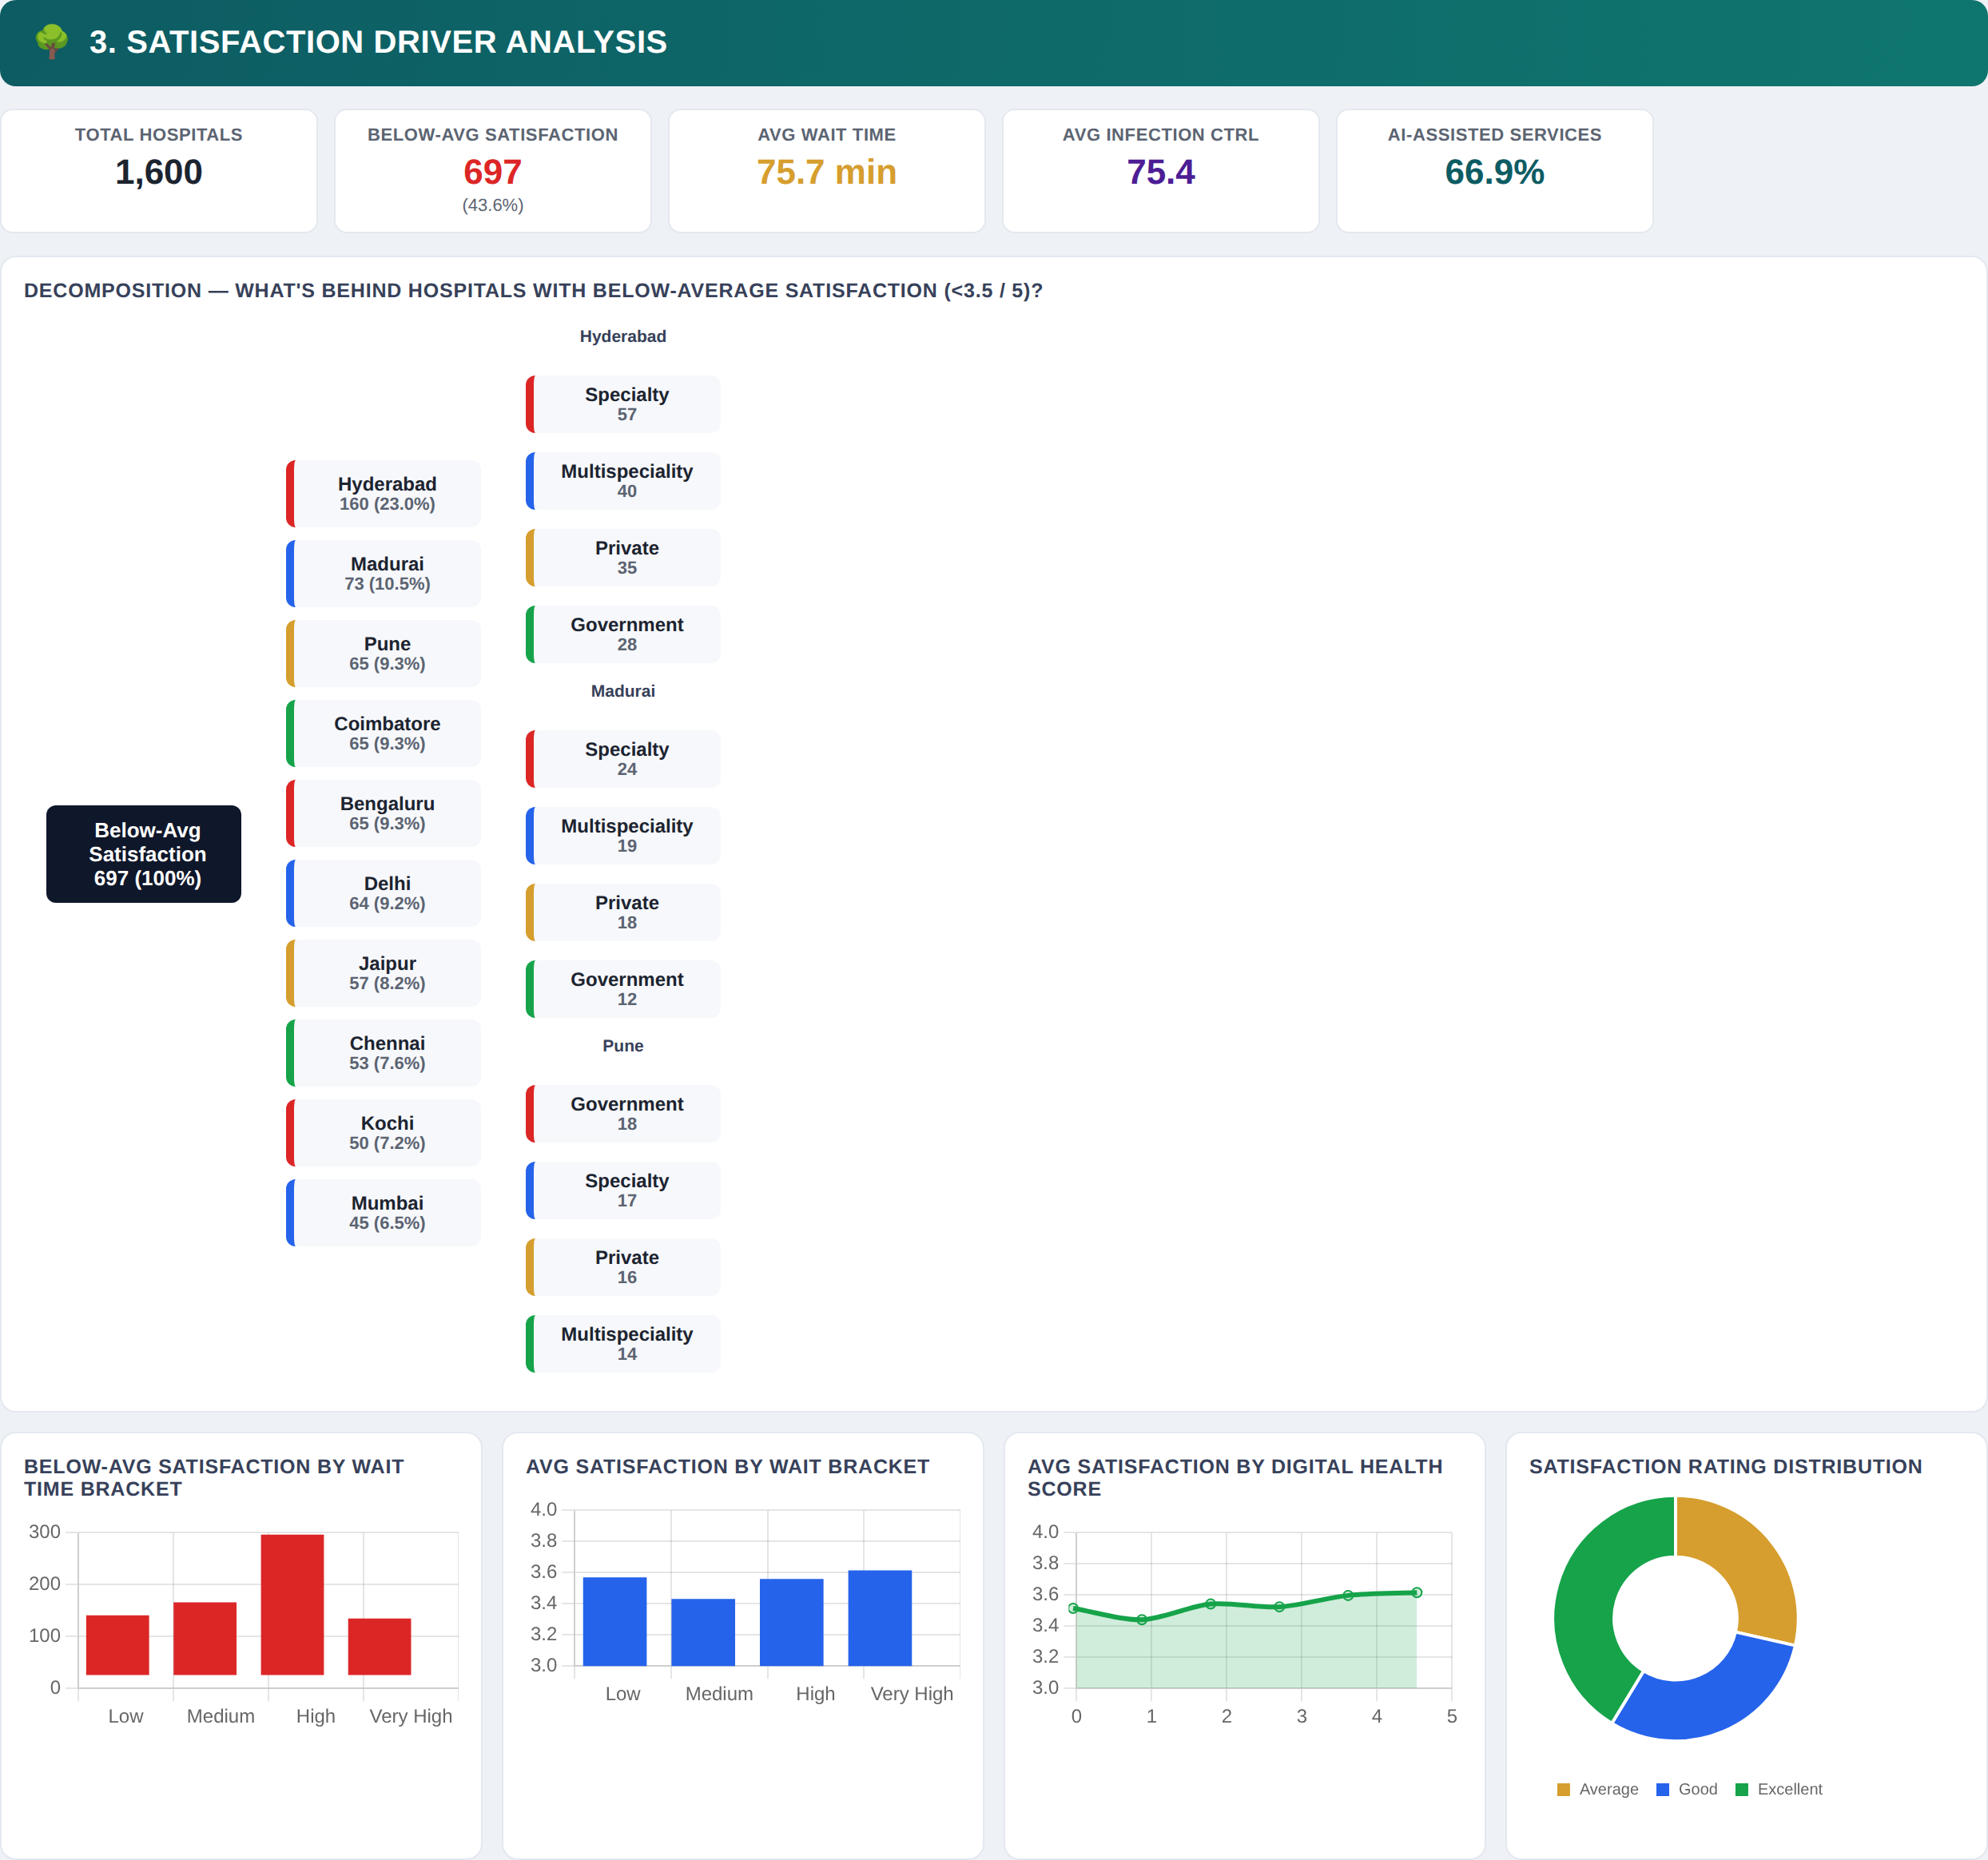 3. SATISFACTION DRIVER ANALYSIS
TOTAL HOSPITALS
1,600
BELOW-AVG SATISFACTION
697
(43.6%)
AVG WAIT TIME
75.7 min
AVG INFECTION CTRL
75.4
AI-ASSISTED SERVICES
66.9%
DECOMPOSITION — WHAT'S BEHIND HOSPITALS WITH BELOW-AVERAGE SATISFACTION (<3.5 / 5)?
Below-Avg
Satisfaction
697 (100%)
Hyderabad
160 (23.0%)
Madurai
73 (10.5%)
Pune
65 (9.3%)
Coimbatore
65 (9.3%)
Bengaluru
65 (9.3%)
Delhi
64 (9.2%)
Jaipur
57 (8.2%)
Chennai
53 (7.6%)
Kochi
50 (7.2%)
Mumbai
45 (6.5%)
Hyderabad
Specialty
57
Multispeciality
40
Private
35
Government
28
Madurai
Specialty
24
Multispeciality
19
Private
18
Government
12
Pune
Government
18
Specialty
17
Private
16
Multispeciality
14
BELOW-AVG SATISFACTION BY WAIT
TIME BRACKET
300
200
100
0
Low Medium High Very High
AVG SATISFACTION BY WAIT BRACKET
4.0
3.8
3.6
3.4
3.2
3.0
Low Medium High Very High
AVG SATISFACTION BY DIGITAL HEALTH
SCORE
4.0
3.8
3.6
3.4
3.2
3.0
0 1 2 3 4 5
SATISFACTION RATING DISTRIBUTION
Average Good Excellent